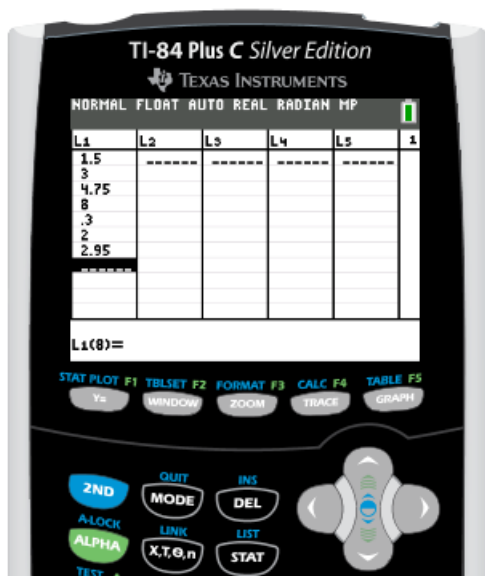 TI-84 Plus C Silver Edition
TEXAS INSTRUMENTS
NORMAL FLOAT AUTO REAL RADIAN MP
L1 L2 L3 L4 L5 1
1.5 ------ ------ ------ ------
3
4.75
8
.3
2
2.95
------
L1(8)=
STAT PLOT F1 TBLSET F2 FORMAT F3 CALC F4 TABLE F5
Y= WINDOW ZOOM TRACE GRAPH
QUIT INS
2ND MODE DEL
A-LOCK LINK LIST
ALPHA X,T,Θ,n STAT
TEST A